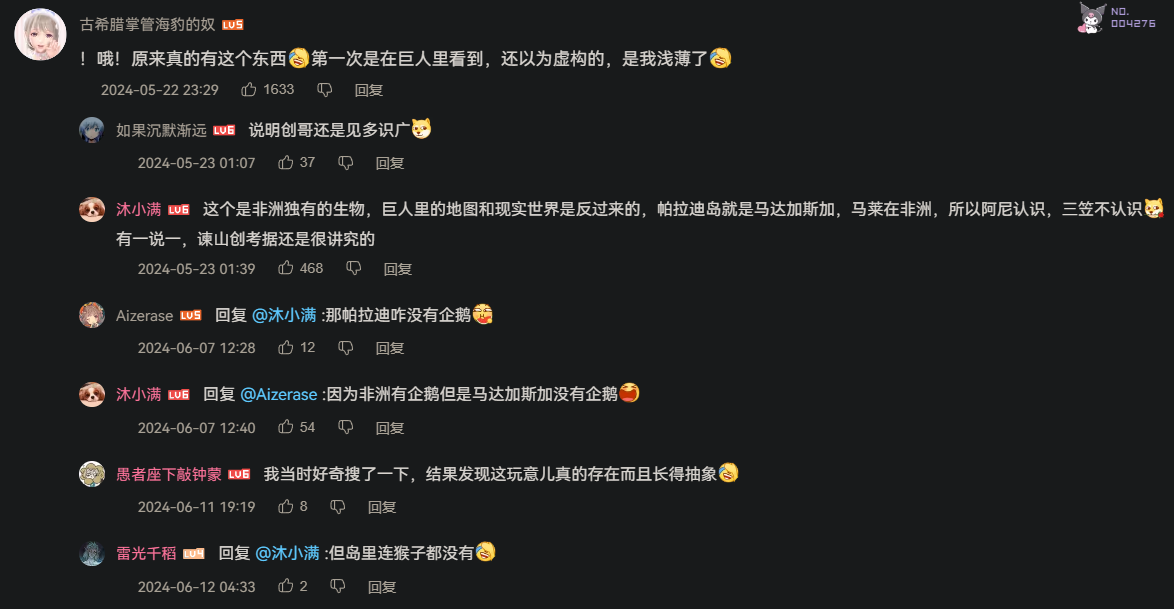 古希腊掌管海豹的奴 LV5
NO.
004276
！哦！原来真的有这个东西第一次是在巨人里看到，还以为虚构的，是我浅薄了
2024-05-22 23:29 1633 回复
如果沉默渐远 LV6 说明创哥还是见多识广
2024-05-23 01:07 37 回复
沐小满 LV6 这个是非洲独有的生物，巨人里的地图和现实世界是反过来的，帕拉迪岛就是马达加斯加，马莱在非洲，所以阿尼认识，三笠不认识
有一说一，谏山创考据还是很讲究的
2024-05-23 01:39 468 回复
Aizerase LV5 回复 @沐小满 :那帕拉迪咋没有企鹅
2024-06-07 12:28 12 回复
沐小满 LV6 回复 @Aizerase :因为非洲有企鹅但是马达加斯加没有企鹅
2024-06-07 12:40 54 回复
愚者座下敲钟蒙 LV6 我当时好奇搜了一下，结果发现这玩意儿真的存在而且长得抽象
2024-06-11 19:19 8 回复
雷光千稻 LV4 回复 @沐小满 :但岛里连猴子都没有
2024-06-12 04:33 2 回复